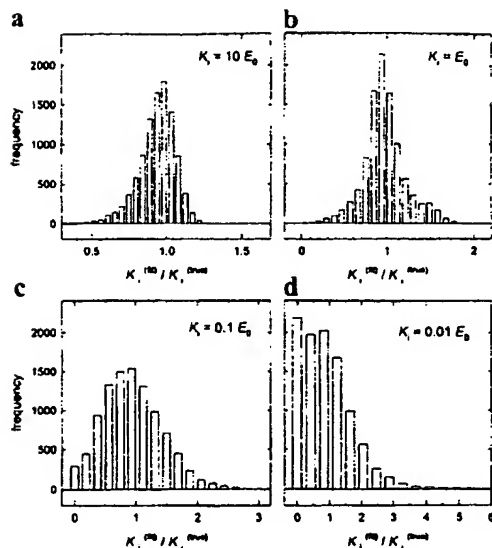 a
b
K_i = 10 E_0
K_i = E_0
frequency
2000
1500
1000
500
0
0.5
1.0
1.5
0
1
2
K_i^(fit) / K_i^(true)
K_i^(fit) / K_i^(true)
c
d
K_i = 0.1 E_0
K_i = 0.01 E_0
frequency
2000
1500
1000
500
0
0
1
2
3
0
1
2
3
4
5
6
K_i^(fit) / K_i^(true)
K_i^(fit) / K_i^(true)